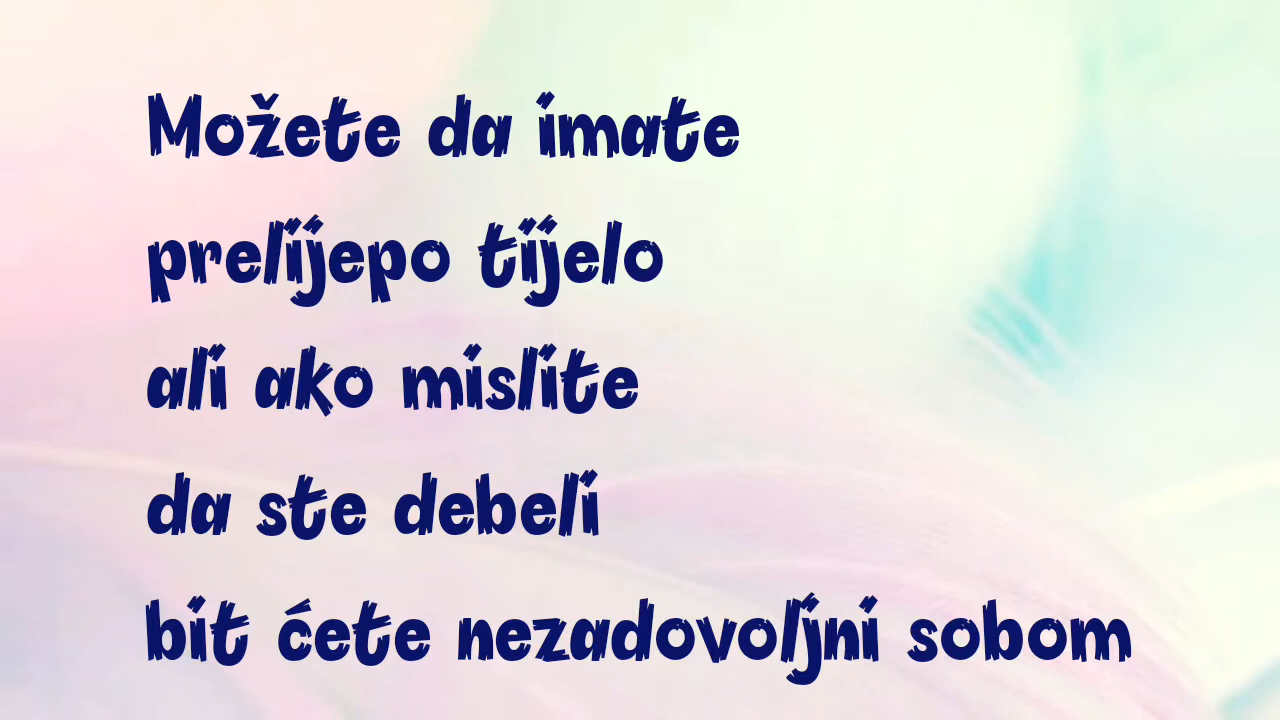 Možete da imate
prelijepo tijelo
ali ako mislite
da ste debeli
bit ćete nezadovoljni sobom